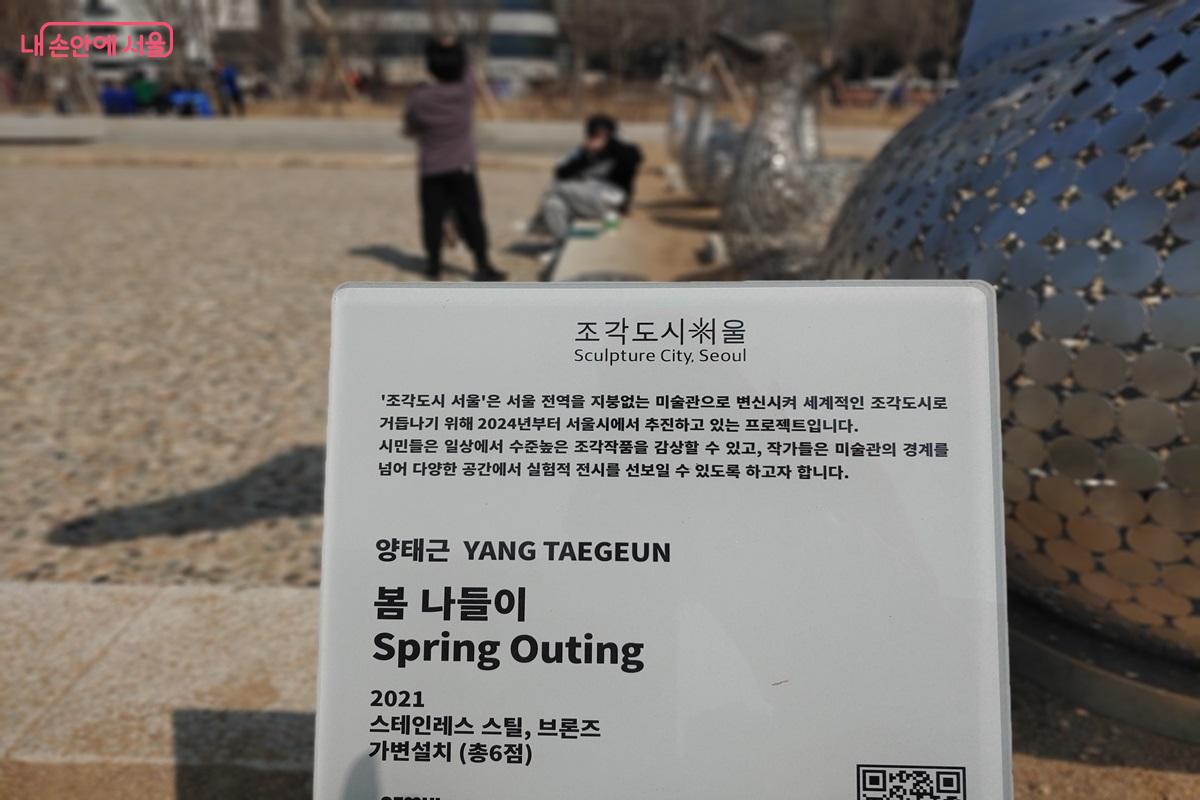 내 손안에 서울
조각도시서울
Sculpture City, Seoul
'조각도시 서울'은 서울 전역을 지붕없는 미술관으로 변신시켜 세계적인 조각도시로
거듭나기 위해 2024년부터 서울시에서 추진하고 있는 프로젝트입니다.
시민들은 일상에서 수준높은 조각작품을 감상할 수 있고, 작가들은 미술관의 경계를
넘어 다양한 공간에서 실험적 전시를 선보일 수 있도록 하고자 합니다.
양태근 YANG TAEGEUN
봄 나들이
Spring Outing
2021
스테인레스 스틸, 브론즈
가변설치 (총6점)